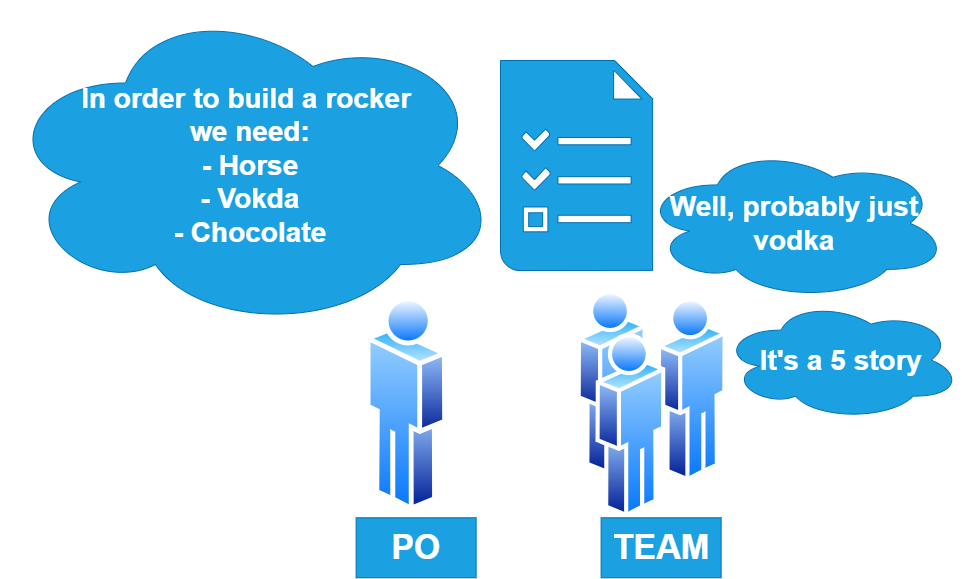 In order to build a rocker
we need:
- Horse
- Vokda
- Chocolate
Well, probably just
vodka
It's a 5 story
PO
TEAM